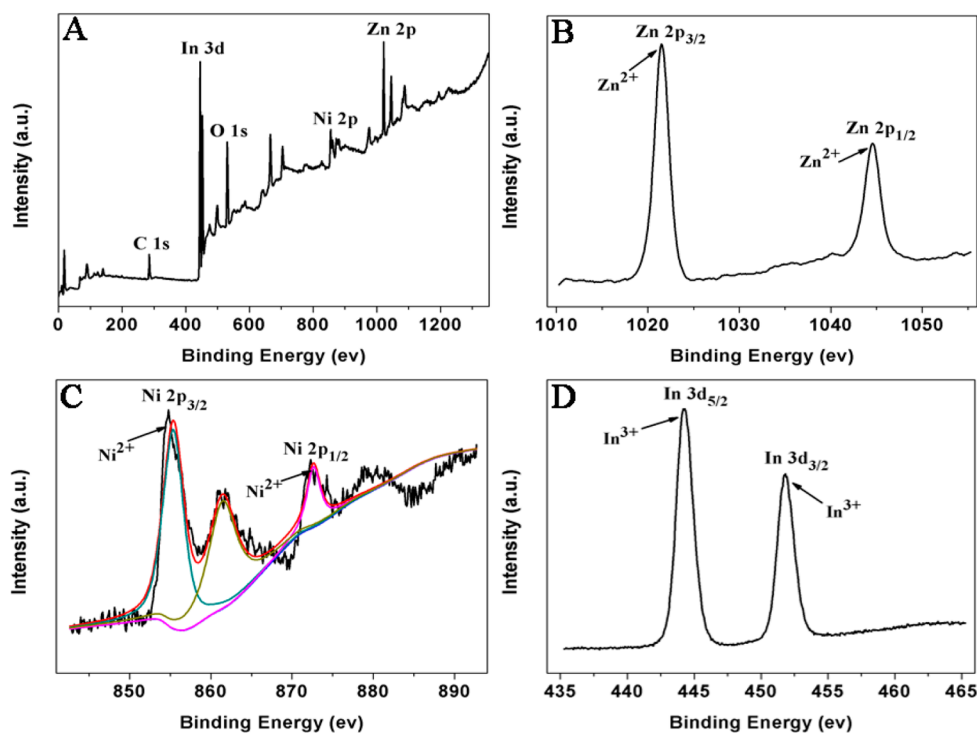 A
In 3d
O 1s
C 1s
Ni 2p
Zn 2p
Intensity (a.u.)
0 200 400 600 800 1000 1200
Binding Energy (ev)
B
Zn 2p3/2
Zn2+
Zn 2p1/2
Zn2+
Intensity (a.u.)
1010 1020 1030 1040 1050
Binding Energy (ev)
C
Ni 2p3/2
Ni2+
Ni 2p1/2
Ni2+
Intensity (a.u.)
850 860 870 880 890
Binding Energy (ev)
D
In 3d5/2
In3+
In 3d3/2
In3+
Intensity (a.u.)
435 440 445 450 455 460 465
Binding Energy (ev)